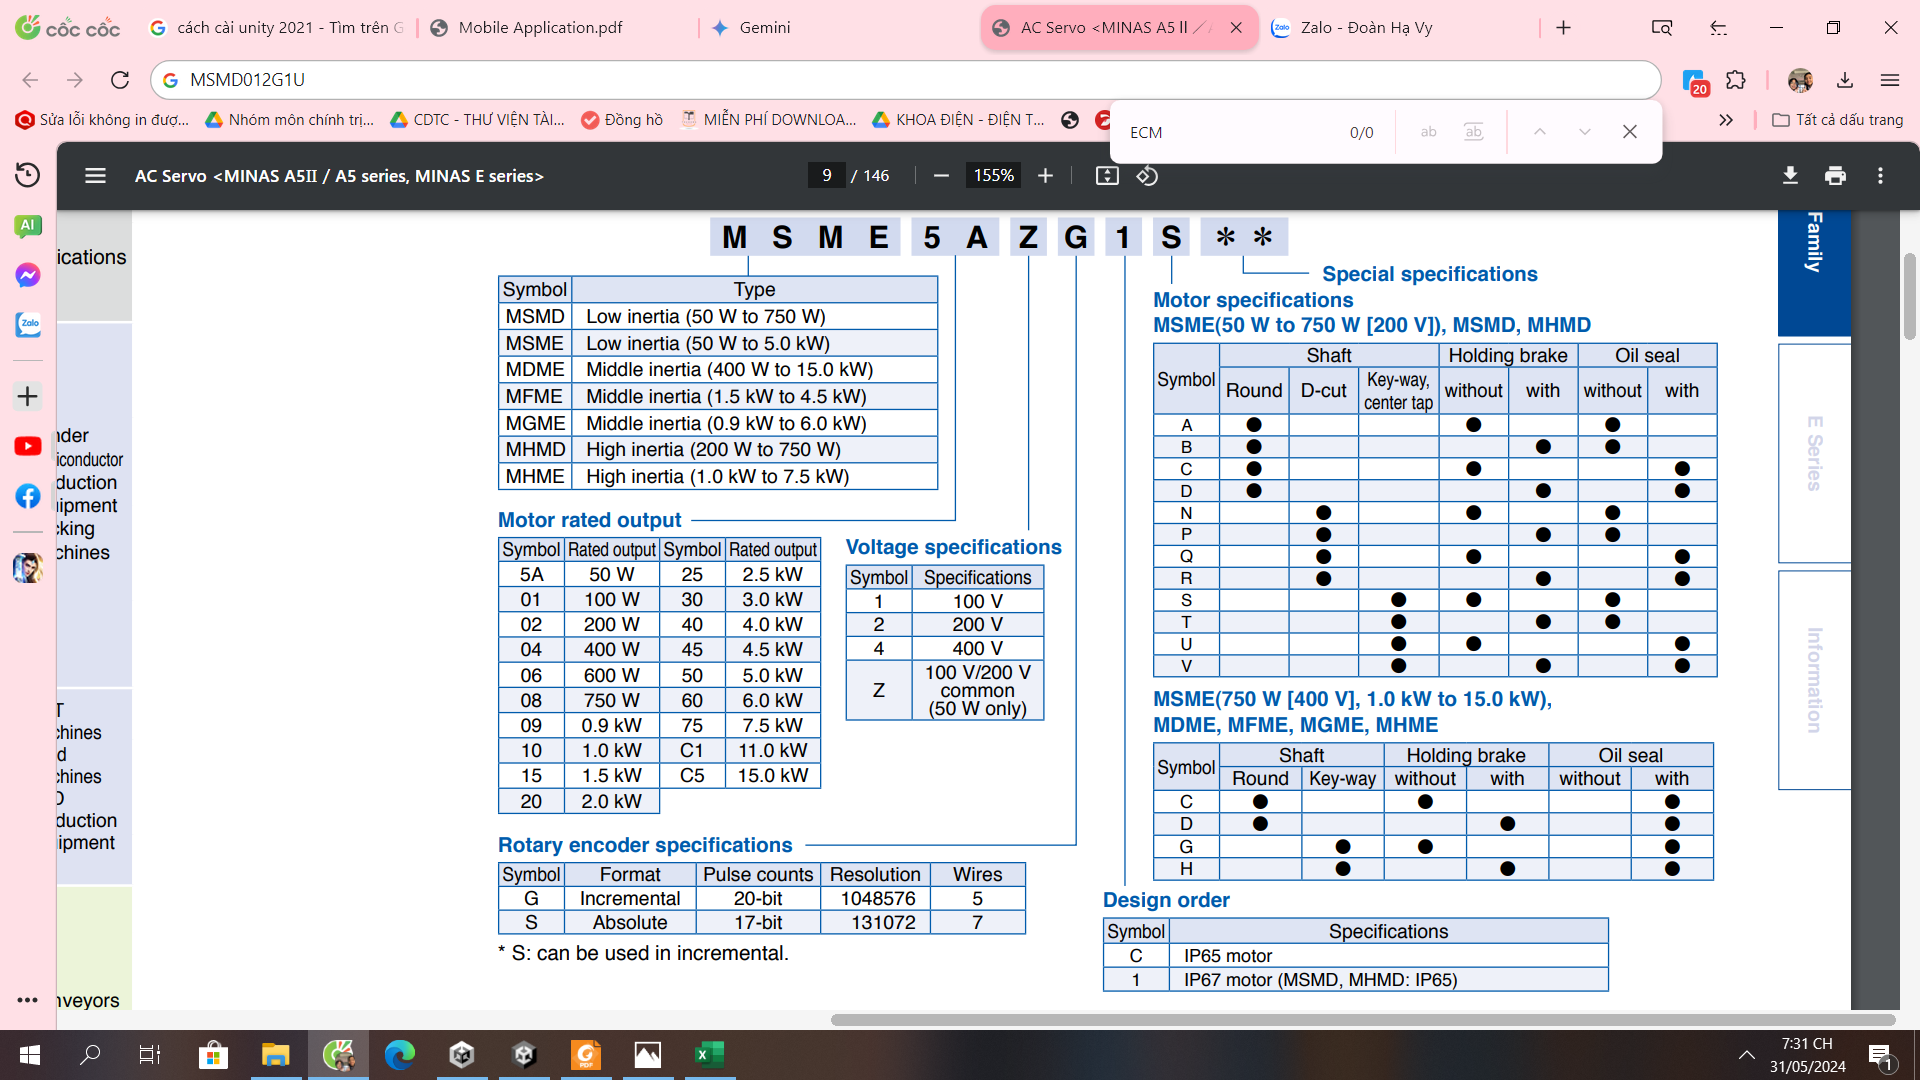 cốc cốc
cách cài unity 2021 - Tìm trên G
Mobile Application.pdf
Gemini
AC Servo <MINAS A5 II ／
Zalo - Đoàn Hạ Vy
MSMD012G1U
20
Sửa lỗi không in đượ...
Nhóm môn chính trị...
CDTC - THƯ VIỆN TÀI...
Đồng hồ
MIỄN PHÍ DOWNLOA...
KHOA ĐIỆN - ĐIỆN T...
Tất cả dấu trang
ECM 0/0
AC Servo <MINAS A5II / A5 series, MINAS E series>
9 / 146
155%
AI
Zalo
ications
nder
iconductor
duction
ipment
king
chines
T
chines
d
chines
O
duction
ipment
nveyors
M S M E 5 A Z G 1 S * *
Special specifications
Symbol Type
MSMD Low inertia (50 W to 750 W)
MSME Low inertia (50 W to 5.0 kW)
MDME Middle inertia (400 W to 15.0 kW)
MFME Middle inertia (1.5 kW to 4.5 kW)
MGME Middle inertia (0.9 kW to 6.0 kW)
MHMD High inertia (200 W to 750 W)
MHME High inertia (1.0 kW to 7.5 kW)
Motor rated output
Symbol Rated output Symbol Rated output
5A 50 W 25 2.5 kW
01 100 W 30 3.0 kW
02 200 W 40 4.0 kW
04 400 W 45 4.5 kW
06 600 W 50 5.0 kW
08 750 W 60 6.0 kW
09 0.9 kW 75 7.5 kW
10 1.0 kW C1 11.0 kW
15 1.5 kW C5 15.0 kW
20 2.0 kW
Voltage specifications
Symbol Specifications
1 100 V
2 200 V
4 400 V
Z 100 V/200 V
common
(50 W only)
Rotary encoder specifications
Symbol Format Pulse counts Resolution Wires
G Incremental 20-bit 1048576 5
S Absolute 17-bit 131072 7
* S: can be used in incremental.
Motor specifications
MSME(50 W to 750 W [200 V]), MSMD, MHMD
Symbol Shaft Holding brake Oil seal
Round D-cut Key-way, center tap without with without with
A ● ● ●
B ● ● ●
C ● ● ●
D ● ● ●
N ● ● ●
P ● ● ●
Q ● ● ●
R ● ● ●
S ● ● ●
T ● ● ●
U ● ● ●
V ● ● ●
MSME(750 W [400 V], 1.0 kW to 15.0 kW),
MDME, MFME, MGME, MHME
Symbol Shaft Holding brake Oil seal
Round Key-way without with without with
C ● ● ●
D ● ● ●
G ● ● ●
H ● ● ●
Design order
Symbol Specifications
C IP65 motor
1 IP67 motor (MSMD, MHMD: IP65)
Family
E Series
Information
7:31 CH
31/05/2024
1